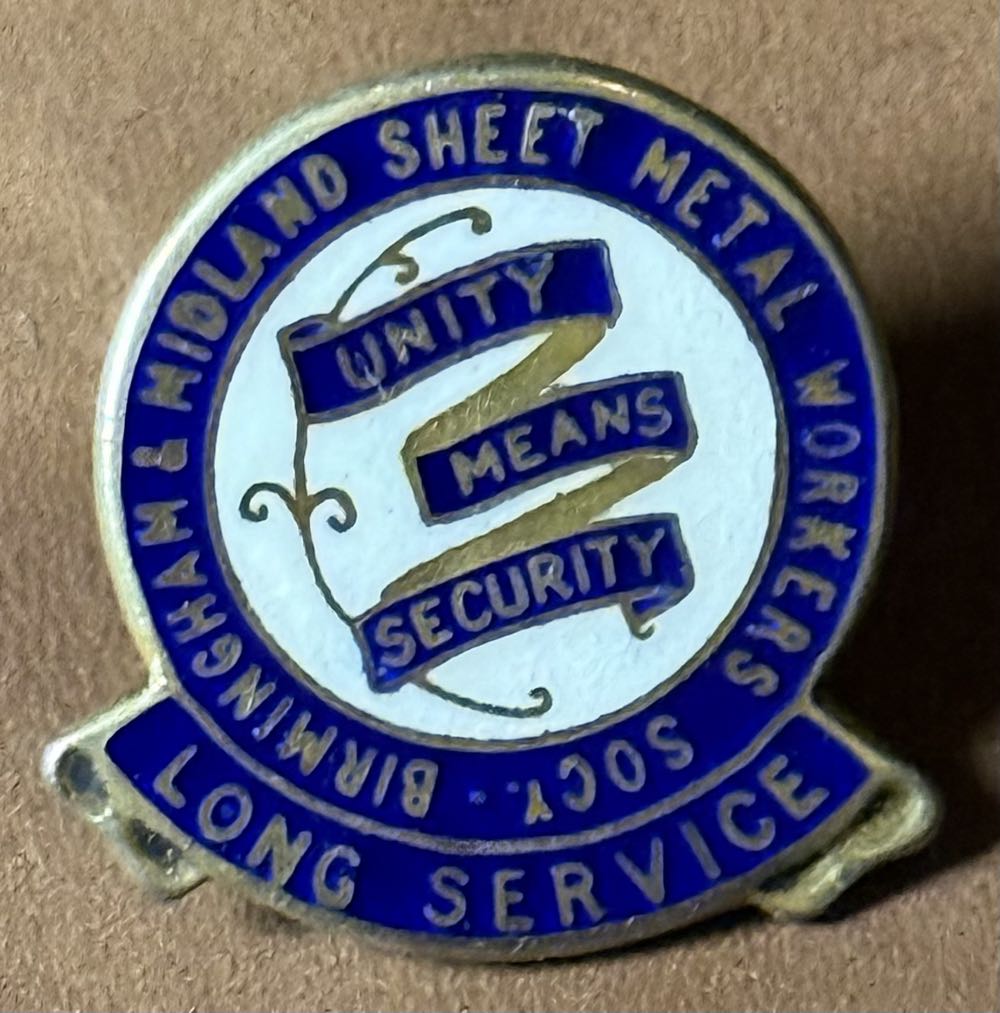 BIRMINGHAM & MIDLAND SHEET METAL WORKERS SOCY.
UNITY
MEANS
SECURITY
LONG SERVICE